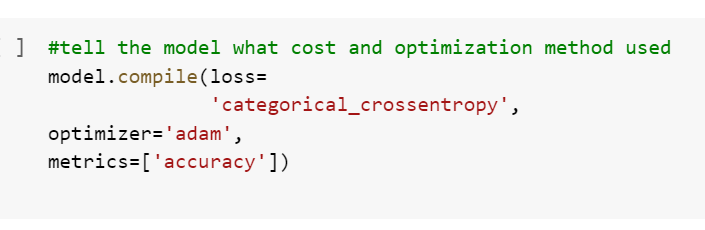 [ ] #tell the model what cost and optimization method used
model.compile(loss=
'categorical_crossentropy',
optimizer='adam',
metrics=['accuracy'])